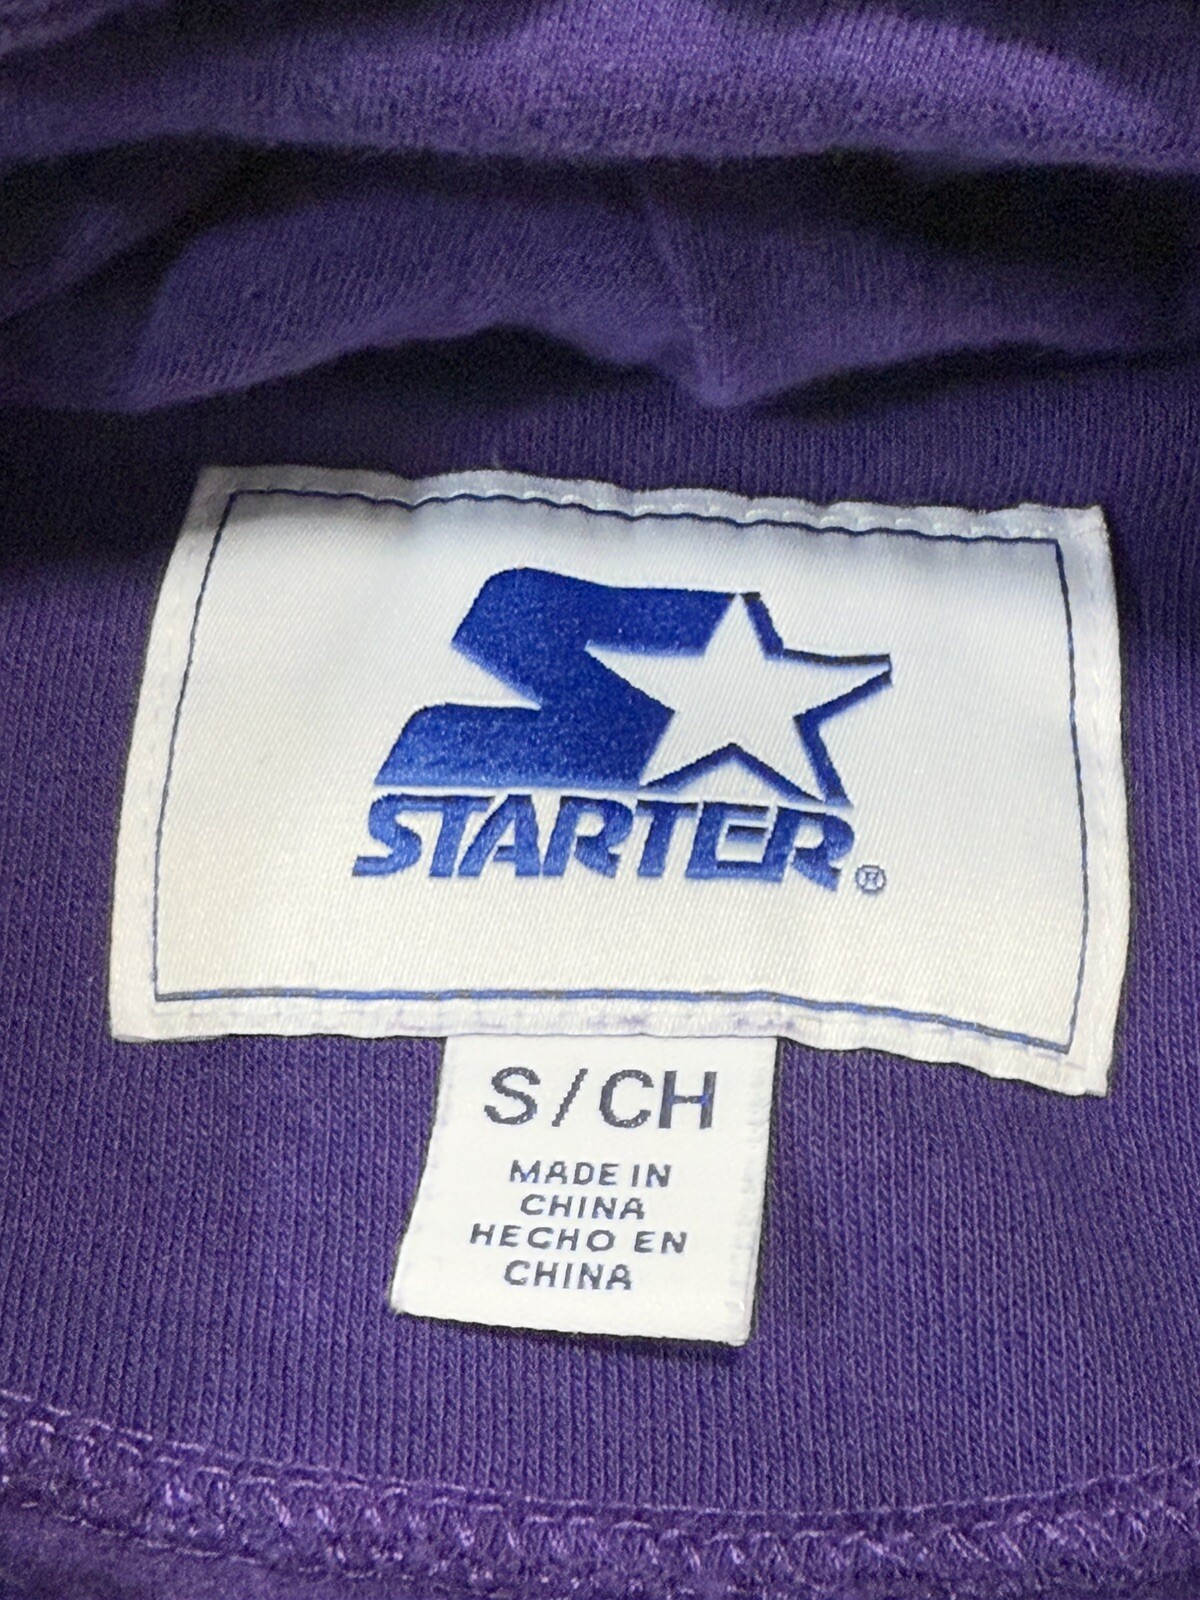 STARTER®
S/CH
MADE IN
CHINA
HECHO EN
CHINA